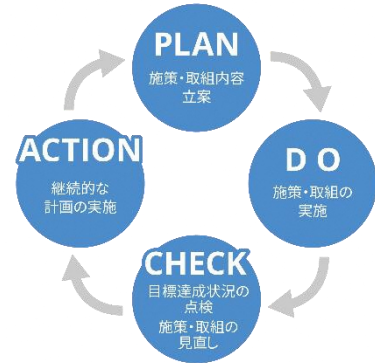 PLAN
施策・取組内容
立案
DO
施策・取組の
実施
CHECK
目標達成状況の
点検
施策・取組の
見直し
ACTION
継続的な
計画の実施